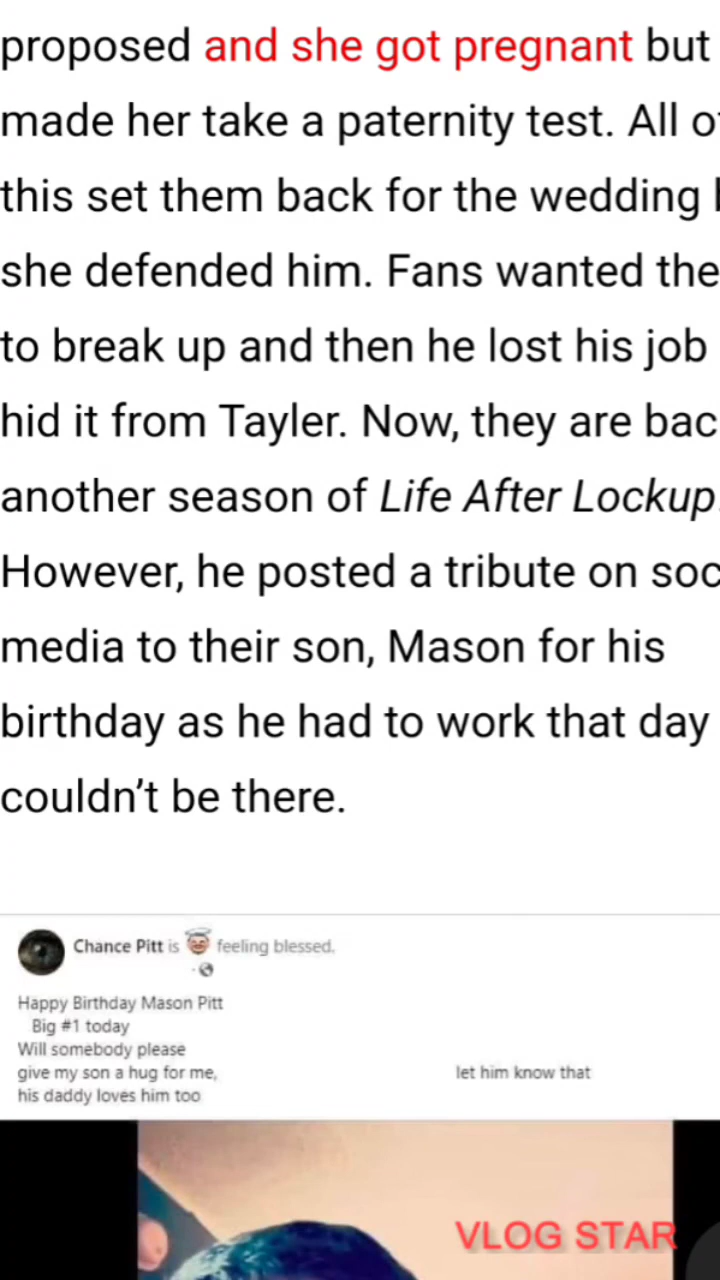 proposed and she got pregnant but
made her take a paternity test. All of
this set them back for the wedding
she defended him. Fans wanted the
to break up and then he lost his job
hid it from Tayler. Now, they are bac
another season of Life After Lockup.
However, he posted a tribute on soc
media to their son, Mason for his
birthday as he had to work that day
couldn’t be there.
Chance Pitt is feeling blessed.
Happy Birthday Mason Pitt
Big #1 today
Will somebody please
give my son a hug for me, let him know that
his daddy loves him too
VLOG STAR